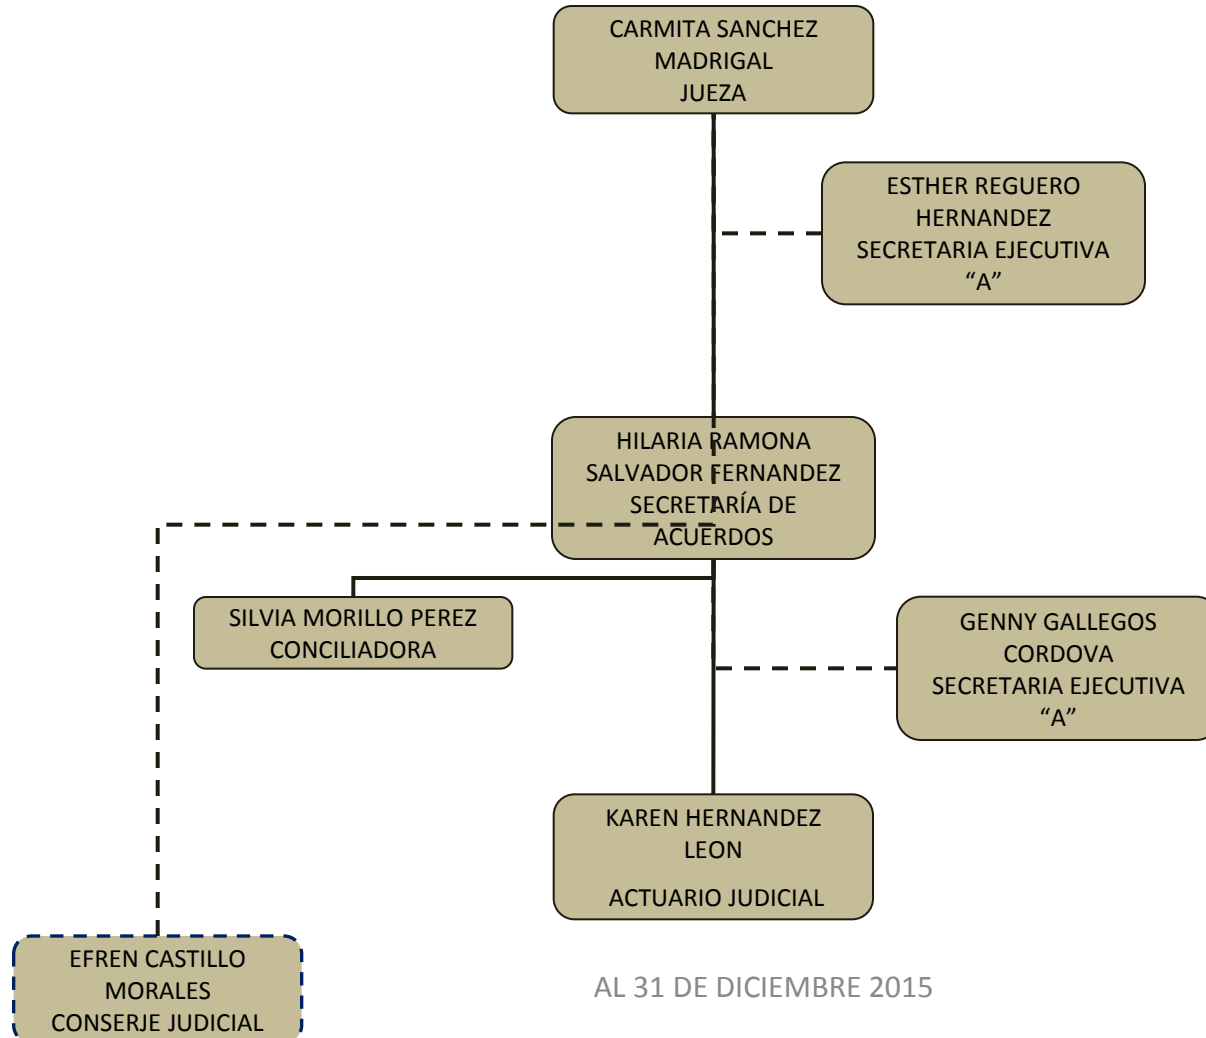 CARMITA SANCHEZ
MADRIGAL
JUEZA
ESTHER REGUERO
HERNANDEZ
SECRETARIA EJECUTIVA
“A”
HILARIA RAMONA
SALVADOR FERNANDEZ
SECRETARÍA DE
ACUERDOS
SILVIA MORILLO PEREZ
CONCILIADORA
GENNY GALLEGOS
CORDOVA
SECRETARIA EJECUTIVA
“A”
KAREN HERNANDEZ
LEON
ACTUARIO JUDICIAL
EFREN CASTILLO
MORALES
CONSERJE JUDICIAL
AL 31 DE DICIEMBRE 2015